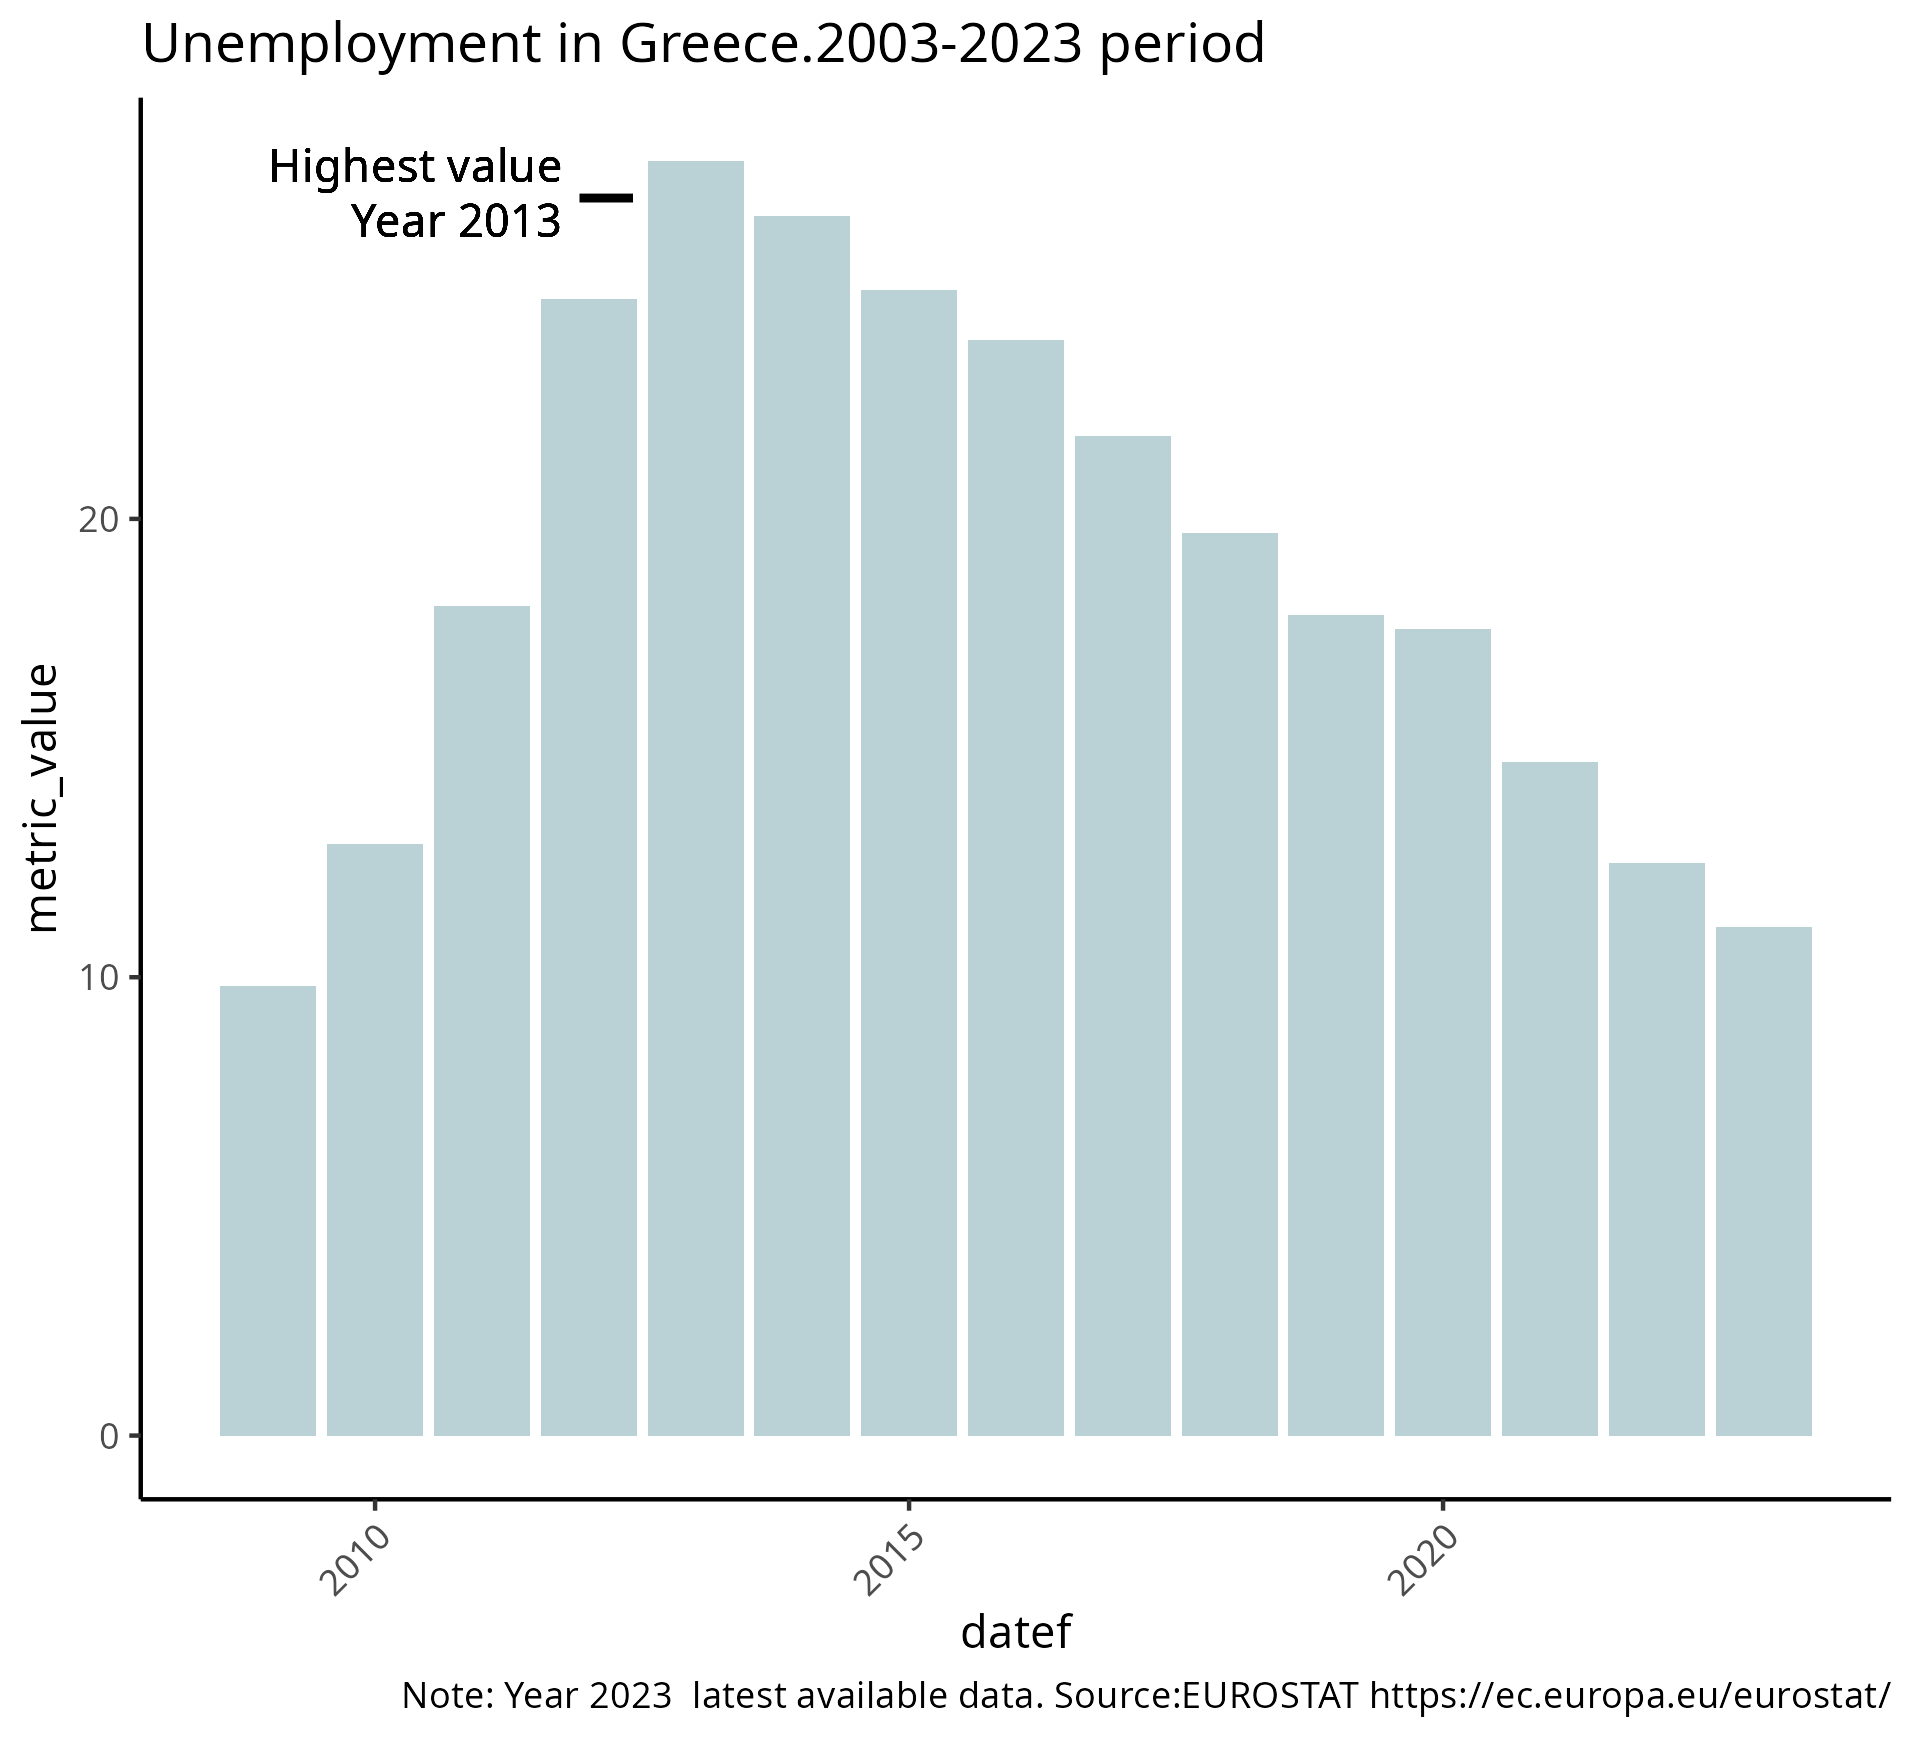 Unemployment in Greece.2003-2023 period
Highest value
Year 2013
20
10
0
metric_value
2010
2015
2020
datef
Note: Year 2023  latest available data. Source:EUROSTAT https://ec.europa.eu/eurostat/